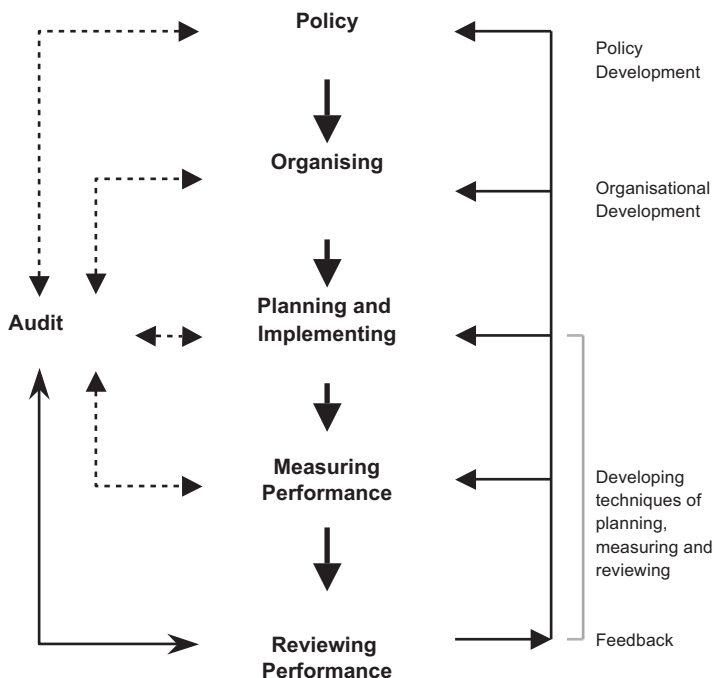 Policy
Policy
Development
Organising
Organisational
Development
Planning and
Implementing
Audit
Measuring
Performance
Developing
techniques of
planning,
measuring and
reviewing
Reviewing
Performance
Feedback